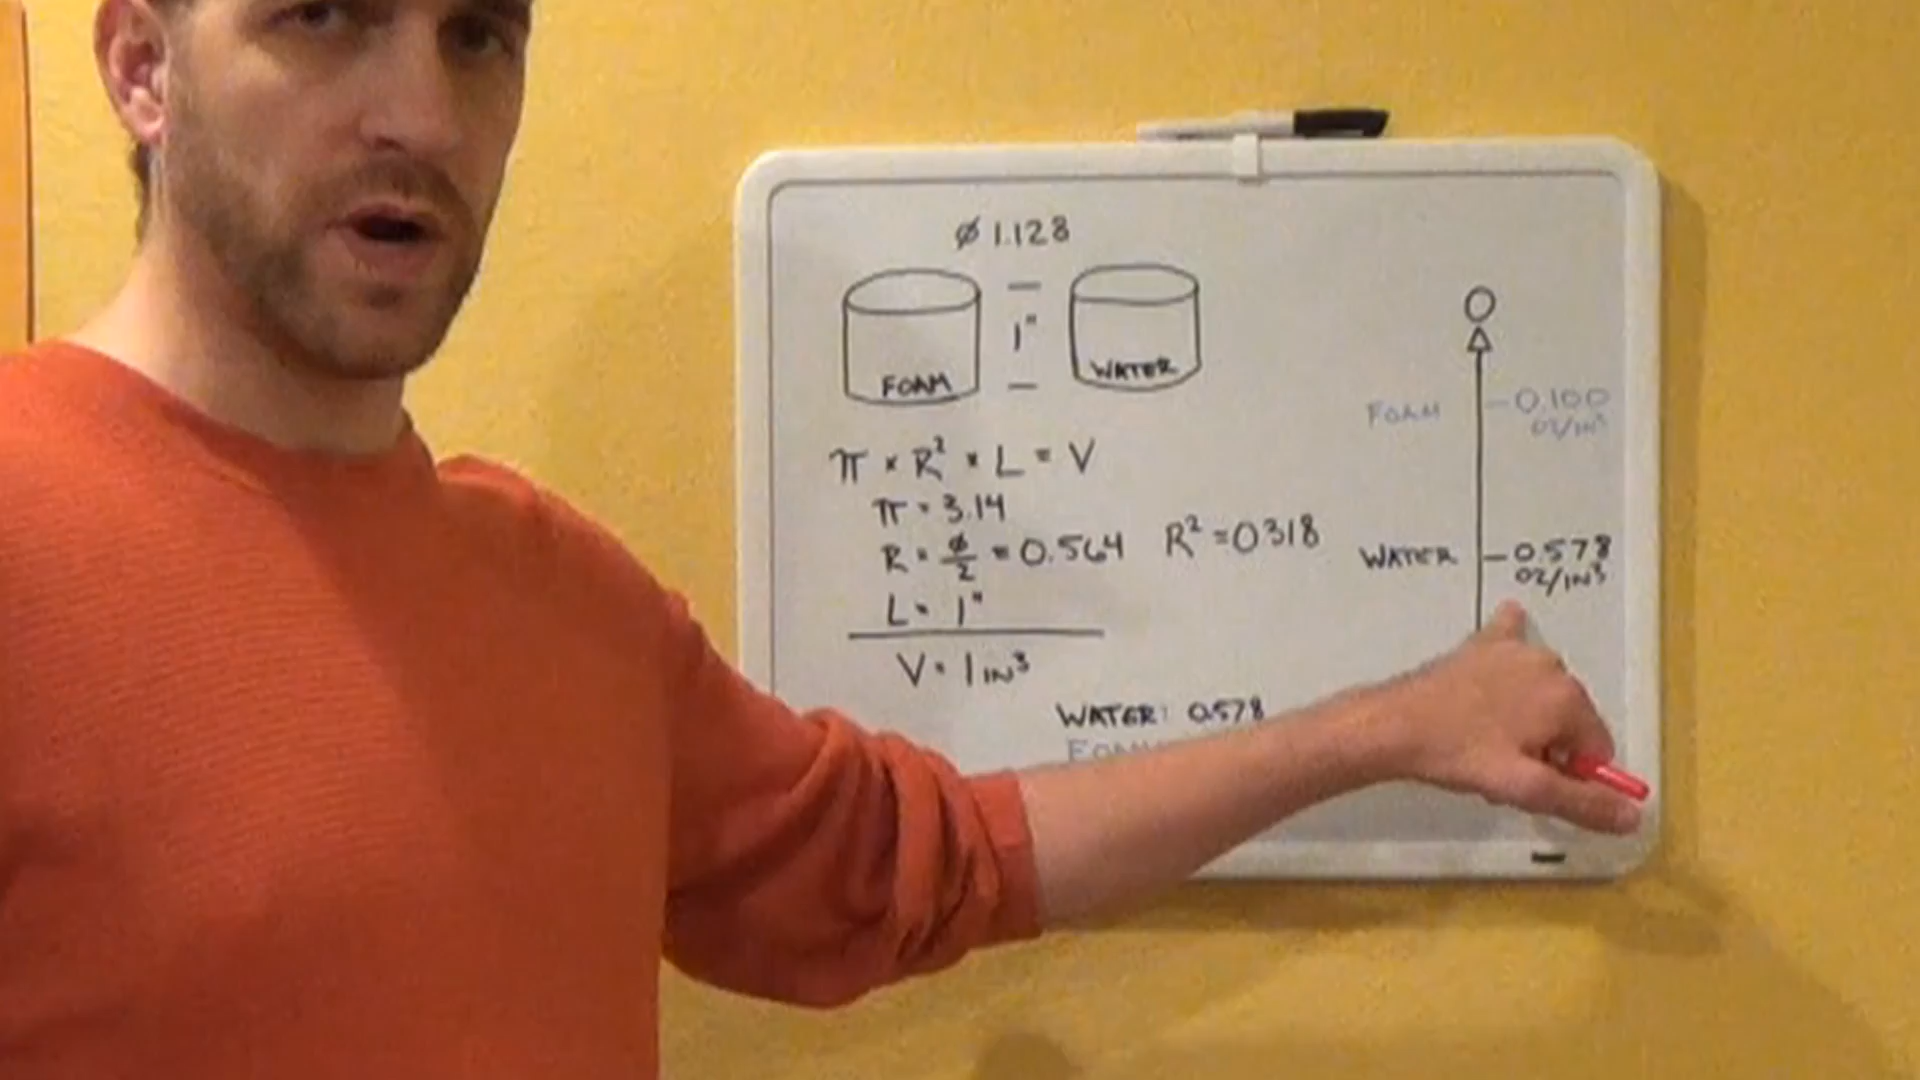 Ø 1.128
1"
FOAM
WATER
π × R² × L = V
π = 3.14
R = Ø/2 = 0.564 R² = 0318
L = 1"
V = 1 IN³
WATER: 0.578
FOAM
O
FOAM - 0.100
OZ/IN³
WATER - 0.578
OZ/IN³